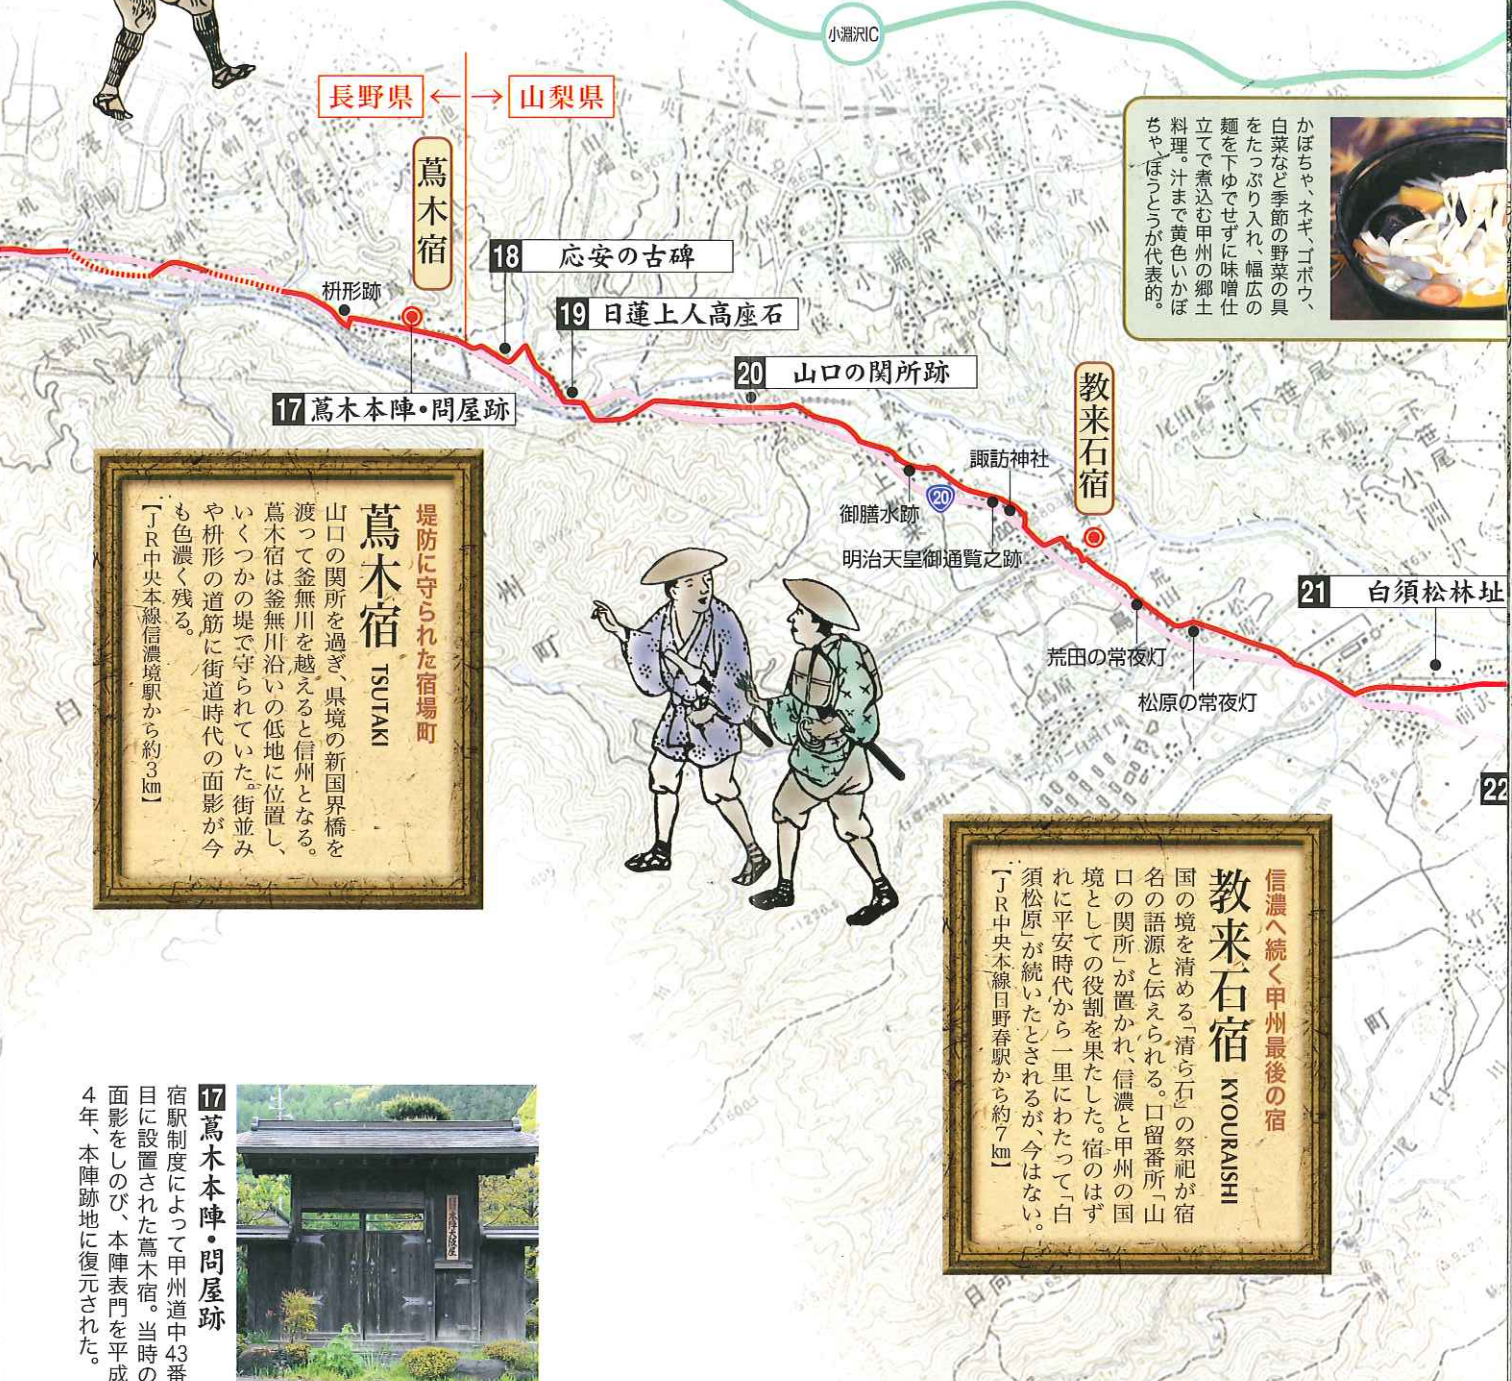 小淵沢IC
長野県
山梨県
蔦木宿
18 応安の古碑
19 日蓮上人高座石
20 山口の関所跡
枡形跡
17 蔦木本陣・問屋跡
教来石宿
諏訪神社
20
御膳水跡
明治天皇御通覧之跡
荒田の常夜灯
松原の常夜灯
21 白須松林址
22
かぼちゃ、ネギ、ゴボウ、
白菜など季節の野菜の具
をたっぷり入れ、幅広の
麺を下ゆでせずに味噌仕
立てで煮込む甲州の郷土
料理。汁まで黄色いかぼ
ちゃ、ほうとうが代表的。
堤防に守られた宿場町
蔦木宿 TSUTAKI
山口の関所を過ぎ、県境の新国界橋を
渡って釜無川を越えると信州となる。
蔦木宿は釜無川沿いの低地に位置し、
いくつかの堤で守られていた。街並み
や枡形の道筋に街道時代の面影が今
も色濃く残る。
【JR中央本線信濃境駅から約3㎞】
州
町
白
信濃へ続く甲州最後の宿
教来石宿 KYOURAISHI
国の境を清める「清ら石」の祭祀が宿
名の語源と伝えられる。口留番所「山
口の関所」が置かれ、信濃と甲州の国
境としての役割を果たした。宿のはず
れに平安時代から一里にわたって「白
須松原」が続いたとされるが、今はない。
【JR中央本線日野春駅から約7㎞】
町
日向
17 蔦木本陣・問屋跡
宿駅制度によって甲州道中43番
目に設置された蔦木宿。当時の
面影をしのび、本陣表門を平成
4年、本陣跡地に復元された。